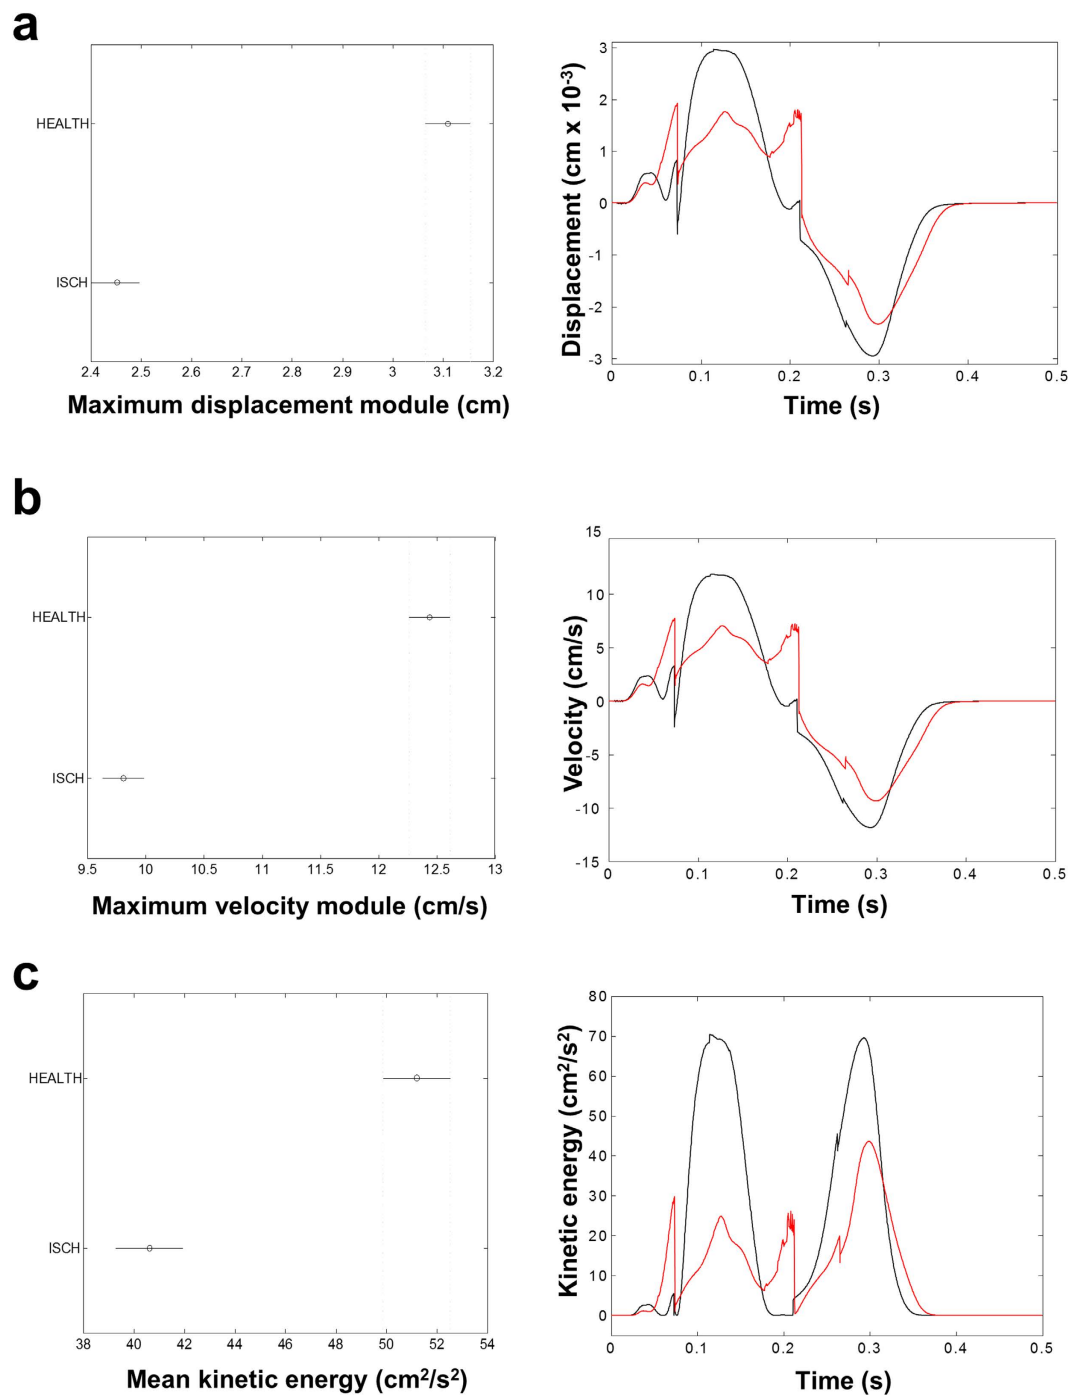 a
HEALTH
ISCH
2.4 2.5 2.6 2.7 2.8 2.9 3 3.1 3.2
Maximum displacement module (cm)
Displacement (cm x 10⁻³)
3
2
1
0
-1
-2
-3
0 0.1 0.2 0.3 0.4 0.5
Time (s)
b
HEALTH
ISCH
9.5 10 10.5 11 11.5 12 12.5 13
Maximum velocity module (cm/s)
Velocity (cm/s)
15
10
5
0
-5
-10
-15
0 0.1 0.2 0.3 0.4 0.5
Time (s)
c
HEALTH
ISCH
38 40 42 44 46 48 50 52 54
Mean kinetic energy (cm²/s²)
Kinetic energy (cm²/s²)
80
70
60
50
40
30
20
10
0
0 0.1 0.2 0.3 0.4 0.5
Time (s)